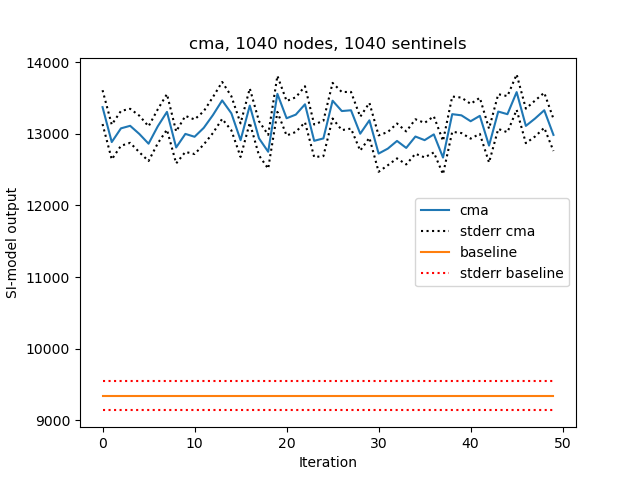 cma, 1040 nodes, 1040 sentinels
14000
13000
12000
11000
10000
9000
SI-model output
cma
stderr cma
baseline
stderr baseline
0 10 20 30 40 50
Iteration